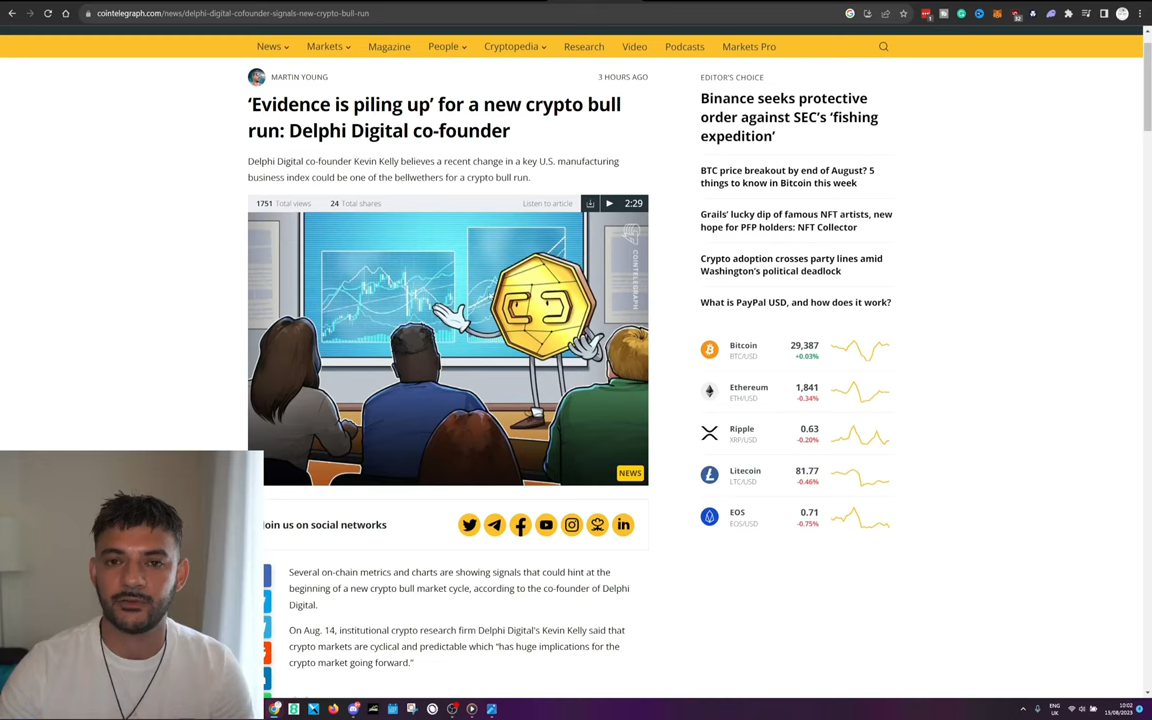 cointelegraph.com/news/delphi-digital-cofounder-signals-new-crypto-bull-run
News
Markets
Magazine
People
Cryptopedia
Research
Video
Podcasts
Markets Pro
MARTIN YOUNG
3 HOURS AGO
‘Evidence is piling up’ for a new crypto bull
run: Delphi Digital co-founder
Delphi Digital co-founder Kevin Kelly believes a recent change in a key U.S. manufacturing
business index could be one of the bellwethers for a crypto bull run.
1751 Total views
24 Total shares
Listen to article
2:29
COINTELEGRAPH
NEWS
oin us on social networks
Several on-chain metrics and charts are showing signals that could hint at the
beginning of a new crypto bull market cycle, according to the co-founder of Delphi
Digital.
On Aug. 14, institutional crypto research firm Delphi Digital's Kevin Kelly said that
crypto markets are cyclical and predictable which “has huge implications for the
crypto market going forward.”
EDITOR'S CHOICE
Binance seeks protective
order against SEC’s ‘fishing
expedition’
BTC price breakout by end of August? 5
things to know in Bitcoin this week
Grails’ lucky dip of famous NFT artists, new
hope for PFP holders: NFT Collector
Crypto adoption crosses party lines amid
Washington’s political deadlock
What is PayPal USD, and how does it work?
Bitcoin 29,387
BTC/USD +0.03%
Ethereum 1,841
ETH/USD -0.34%
Ripple 0.63
XRP/USD -0.20%
Litecoin 81.77
LTC/USD -0.46%
EOS 0.71
EOS/USD -0.75%
ENG
UK
10:02
15/08/2023